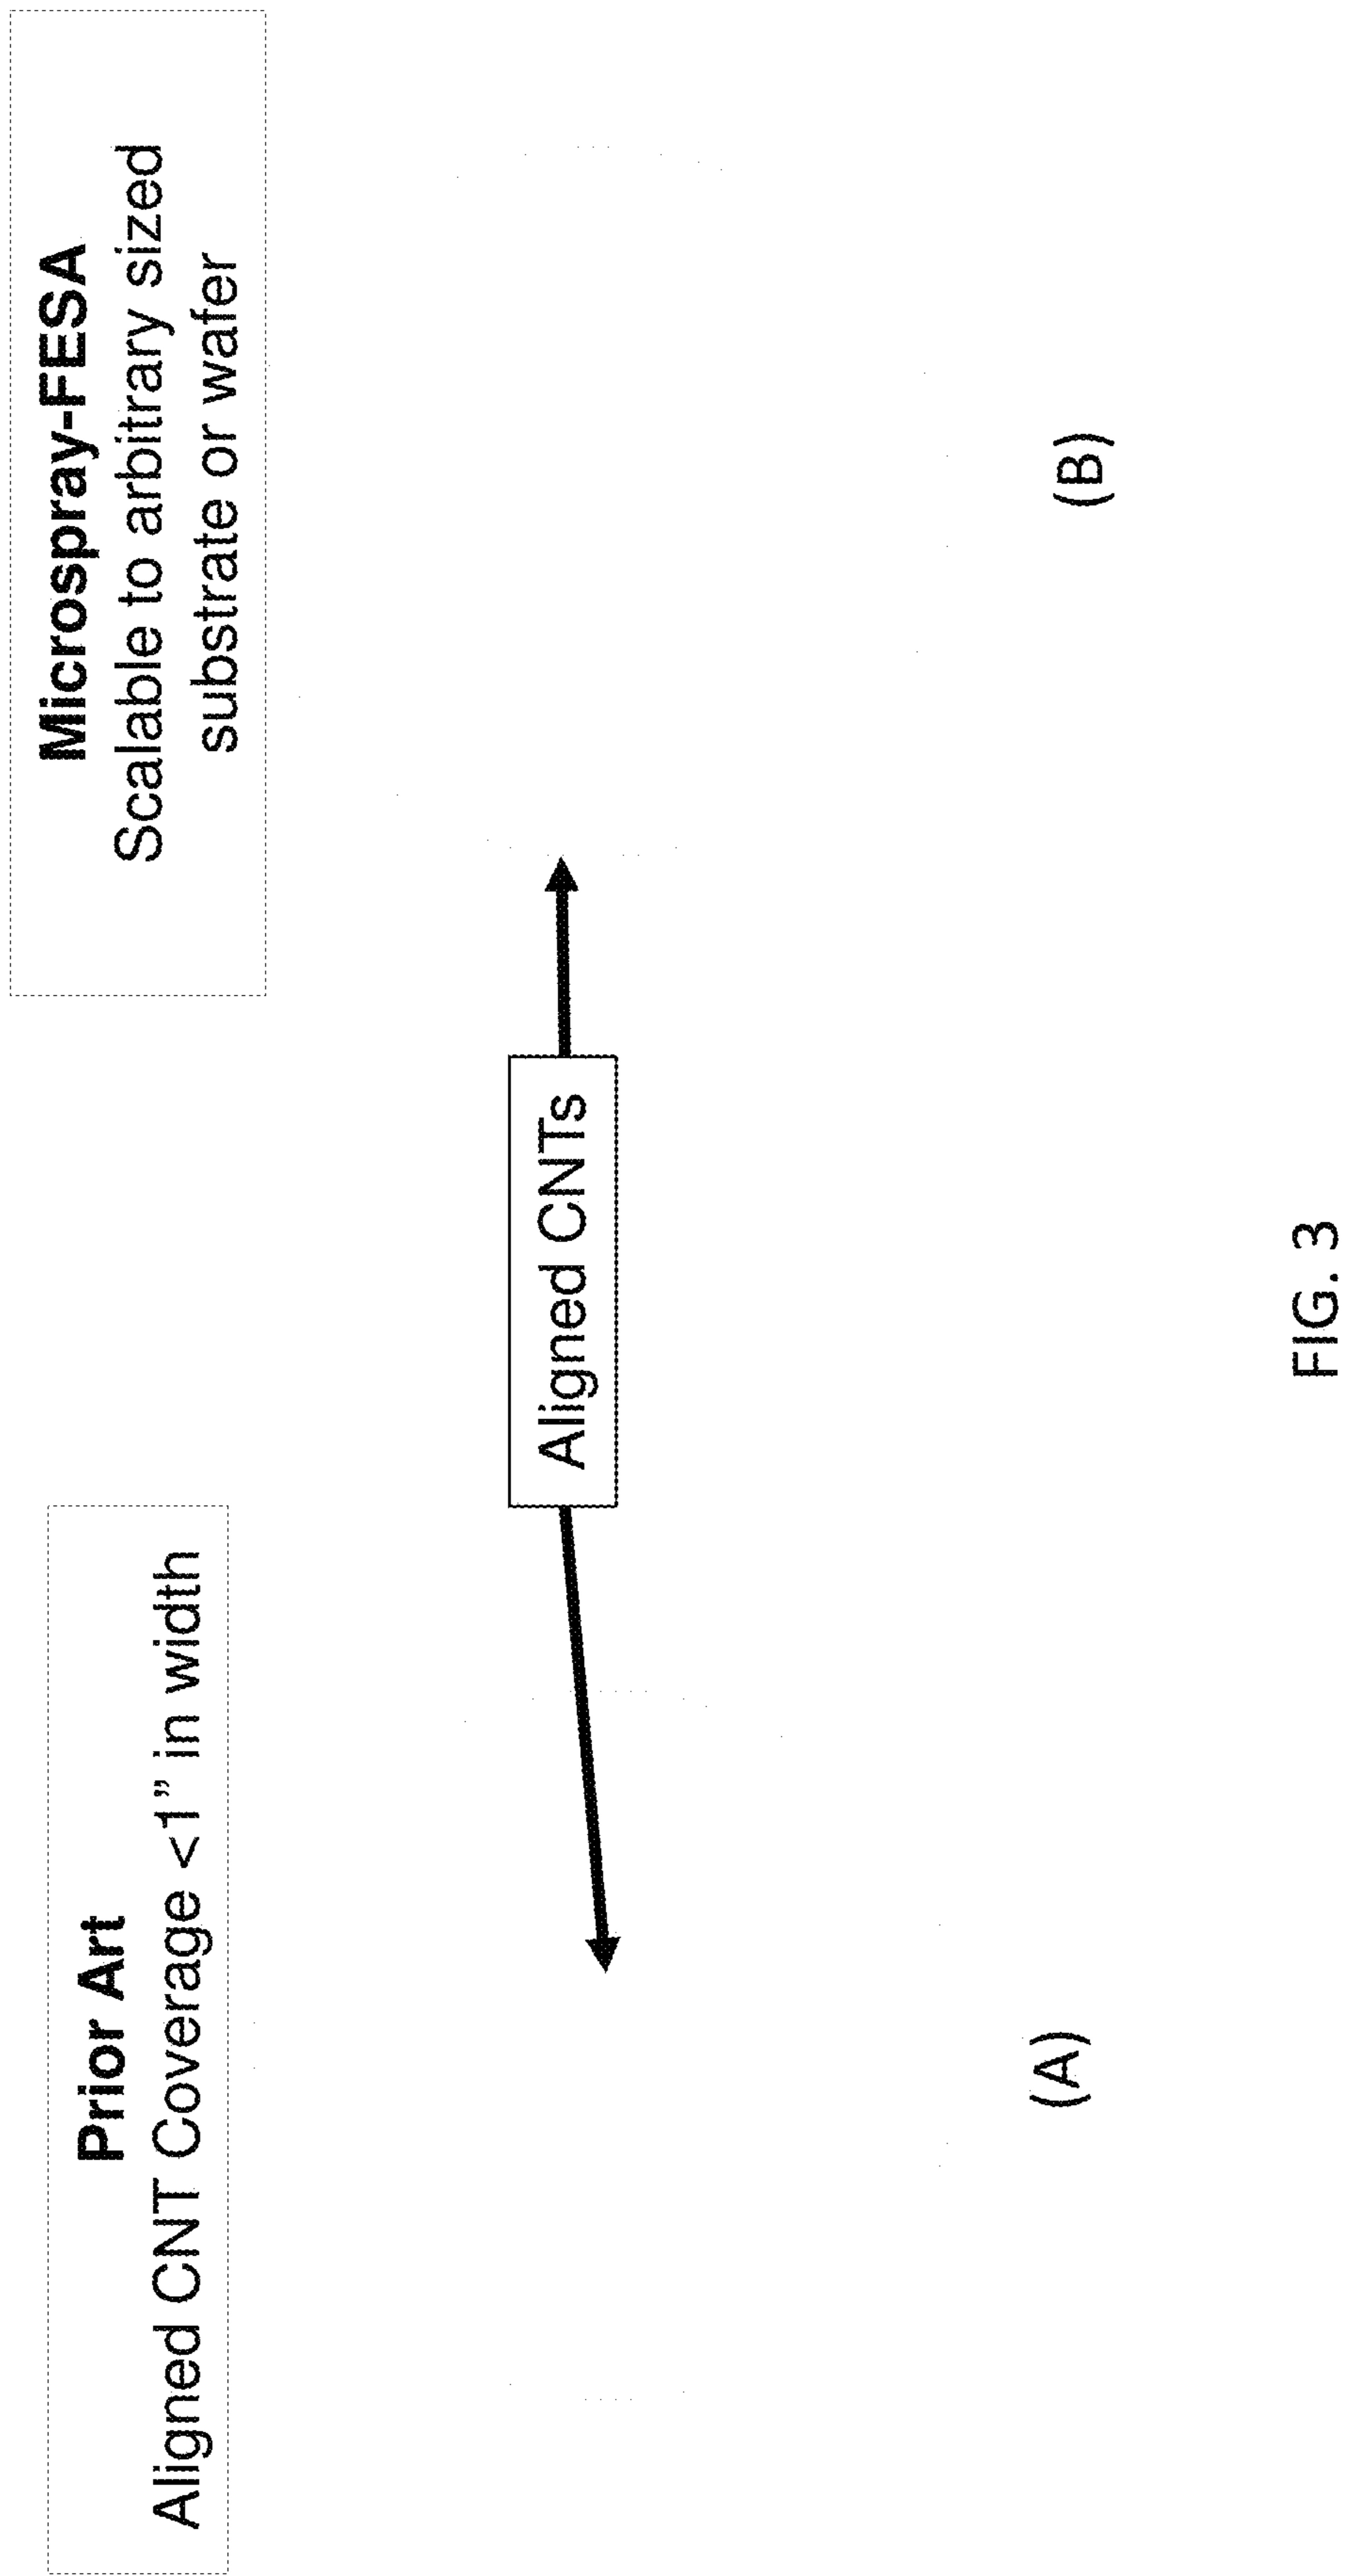 Prior Art
Aligned CNT Coverage <1” in width
Microspray-FESA
Scalable to arbitrary sized
substrate or wafer
Aligned CNTs
(A)
(B)
FIG. 3